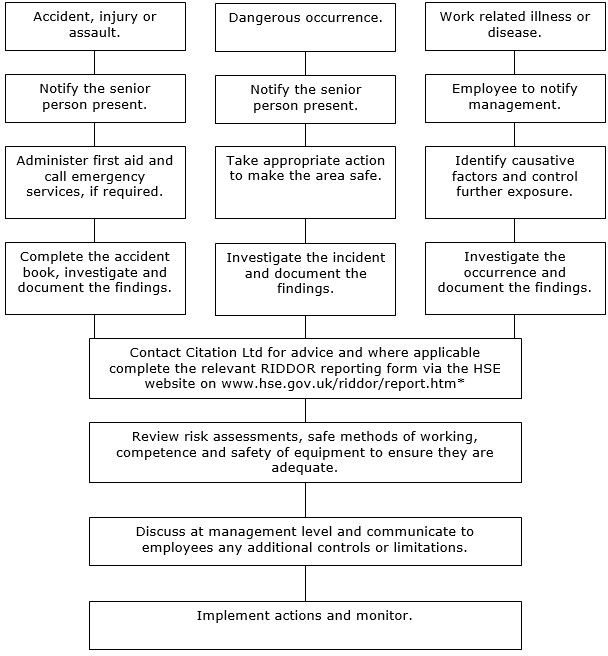 Accident, injury or
assault.
Dangerous occurrence.
Work related illness or
disease.
Notify the senior
person present.
Notify the senior
person present.
Employee to notify
management.
Administer first aid and
call emergency
services, if required.
Take appropriate action
to make the area safe.
Identify causative
factors and control
further exposure.
Complete the accident
book, investigate and
document the findings.
Investigate the incident
and document the
findings.
Investigate the
occurrence and
document the findings.
Contact Citation Ltd for advice and where applicable
complete the relevant RIDDOR reporting form via the HSE
website on www.hse.gov.uk/riddor/report.htm*
Review risk assessments, safe methods of working,
competence and safety of equipment to ensure they are
adequate.
Discuss at management level and communicate to
employees any additional controls or limitations.
Implement actions and monitor.